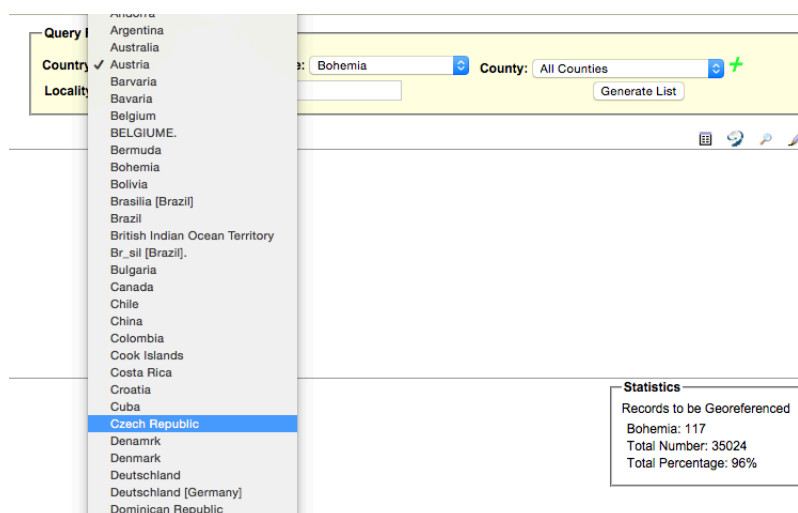 Andorra
Query
Argentina
Australia
Country ✓ Austria
e: Bohemia
County: All Counties
Barvaria
Locality
Bavaria
Generate List
Belgium
BELGIUME.
Bermuda
Bohemia
Bolivia
Brasilia [Brazil]
Brazil
British Indian Ocean Territory
Br_sil [Brazil].
Bulgaria
Canada
Chile
China
Colombia
Cook Islands
Costa Rica
Croatia
Cuba
Czech Republic
Denamrk
Denmark
Deutschland
Deutschland [Germany]
Dominican Republic
Statistics
Records to be Georeferenced
Bohemia: 117
Total Number: 35024
Total Percentage: 96%